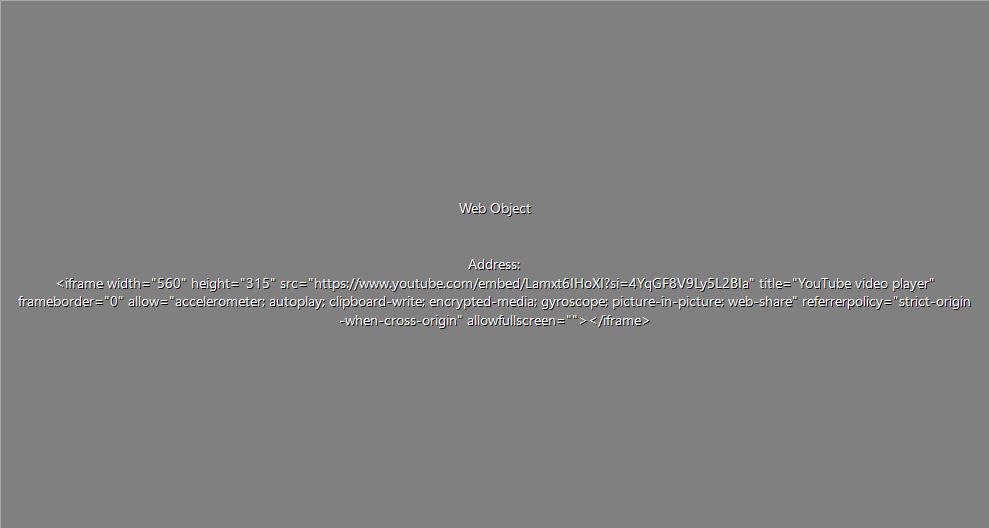 Web Object
Address:
<iframe width="560" height="315" src="https://www.youtube.com/embed/Lamxt6IHoXI?si=4YqGF8V9Ly5L2BIa" title="YouTube video player"
frameborder="0" allow="accelerometer; autoplay; clipboard-write; encrypted-media; gyroscope; picture-in-picture; web-share" referrerpolicy="strict-origin
-when-cross-origin" allowfullscreen=""></iframe>